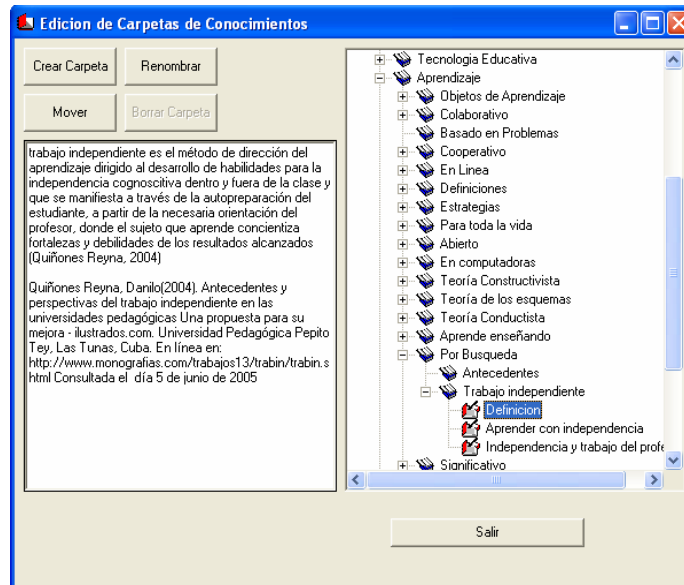 Edicion de Carpetas de Conocimientos
Crear Carpeta
Renombrar
Mover
Borrar Carpeta
trabajo independiente es el método de dirección del
aprendizaje dirigido al desarrollo de habilidades para la
independencia cognoscitiva dentro y fuera de la clase y
que se manifiesta a través de la autopreparación del
estudiante, a partir de la necesaria orientación del
profesor, donde el sujeto que aprende concientiza
fortalezas y debilidades de los resultados alcanzados
(Quiñones Reyna, 2004)
Quiñones Reyna, Danilo(2004). Antecedentes y
perspectivas del trabajo independiente en las
universidades pedagógicas Una propuesta para su
mejora - ilustrados.com. Universidad Pedagógica Pepito
Tey, Las Tunas, Cuba. En línea en:
http://www.monografias.com/trabajos13/trabin/trabin.s
html Consultada el  día 5 de junio de 2005
Tecnologia Educativa
Aprendizaje
Objetos de Aprendizaje
Colaborativo
Basado en Problemas
Cooperativo
En Linea
Definiciones
Estrategias
Para toda la vida
Abierto
En computadoras
Teoría Constructivista
Teoría de los esquemas
Teoría Conductista
Aprende enseñando
Por Busqueda
Antecedentes
Trabajo independiente
Definicion
Aprender con independencia
Independencia y trabajo del profe
Significativo
Salir